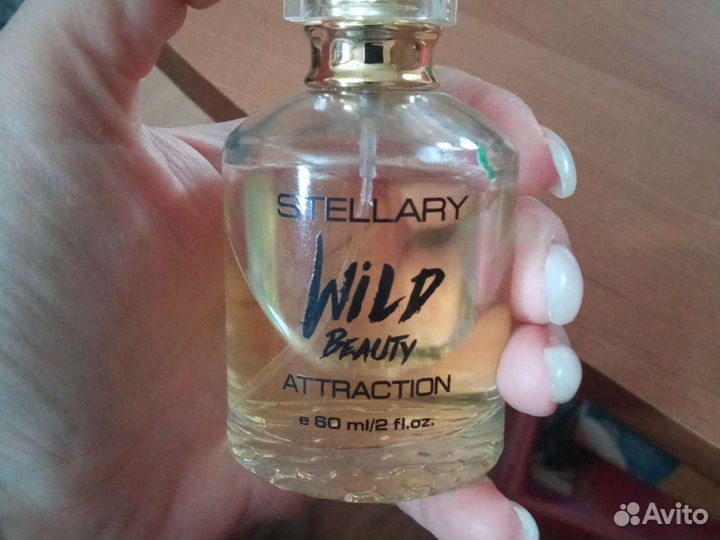 STELLARY
WiLD
BEAUTY
ATTRACTION
e 60 ml/2 fl.oz.
Avito